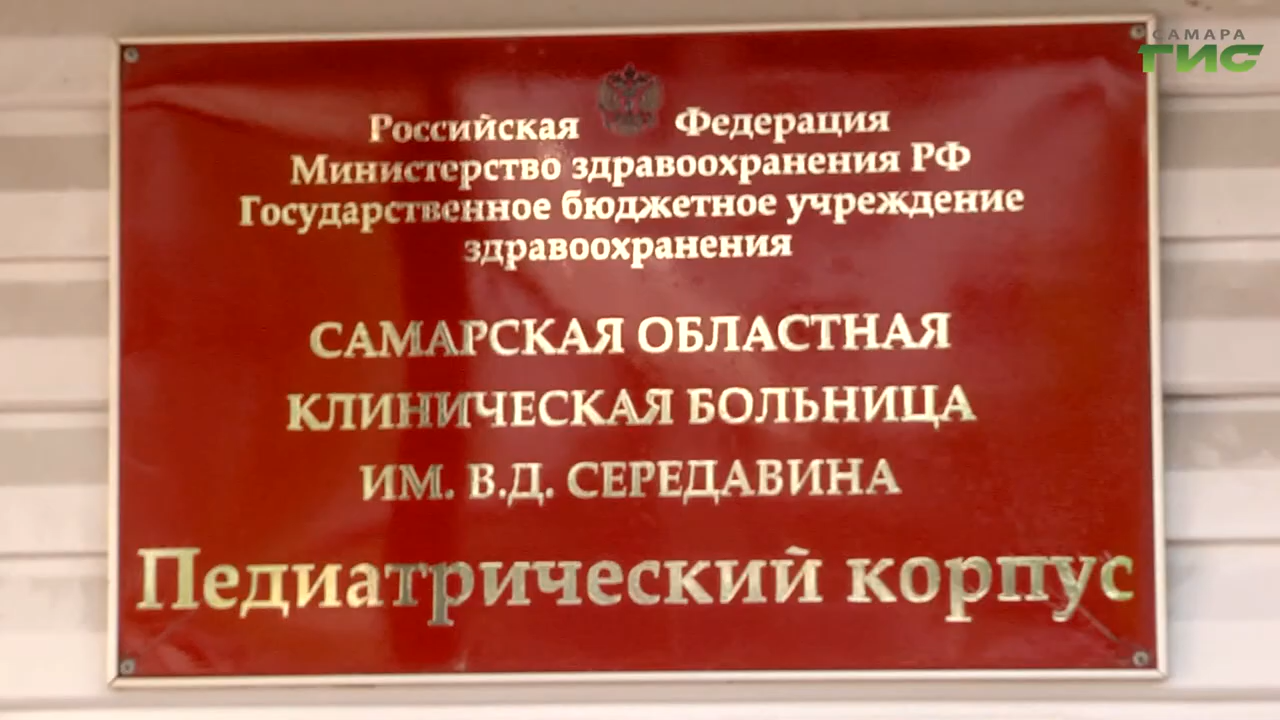 САМАРА
ГИС
Российская Федерация
Министерство здравоохранения РФ
Государственное бюджетное учреждение
здравоохранения
САМАРСКАЯ ОБЛАСТНАЯ
КЛИНИЧЕСКАЯ БОЛЬНИЦА
ИМ. В.Д. СЕРЕДАВИНА
Педиатрический корпус